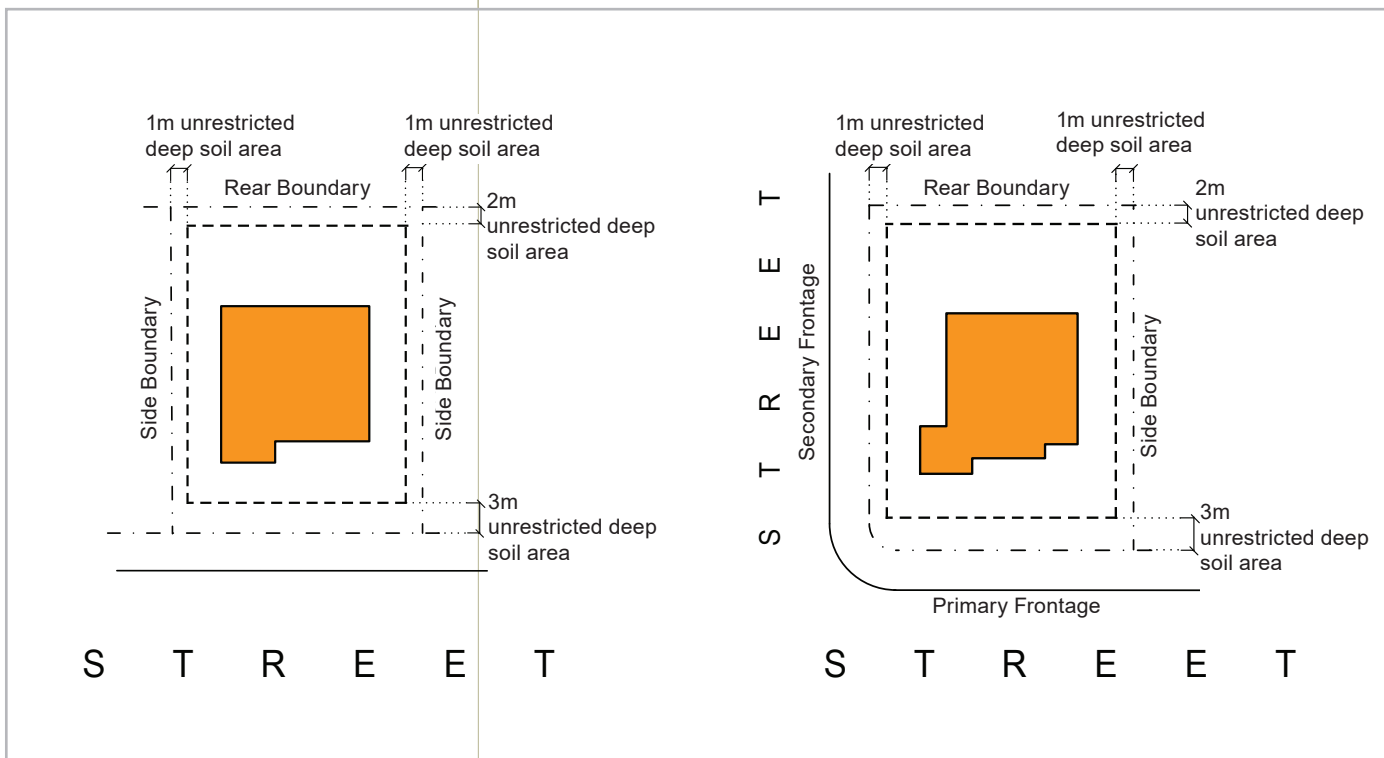 1m unrestricted
deep soil area
1m unrestricted
deep soil area
Rear Boundary
2m
unrestricted deep
soil area
Side Boundary
Side Boundary
3m
unrestricted deep
soil area
S T R E E T
1m unrestricted
deep soil area
1m unrestricted
deep soil area
Rear Boundary
2m
unrestricted deep
soil area
S T R E E T
Secondary Frontage
Side Boundary
3m
unrestricted deep
soil area
Primary Frontage
S T R E E T